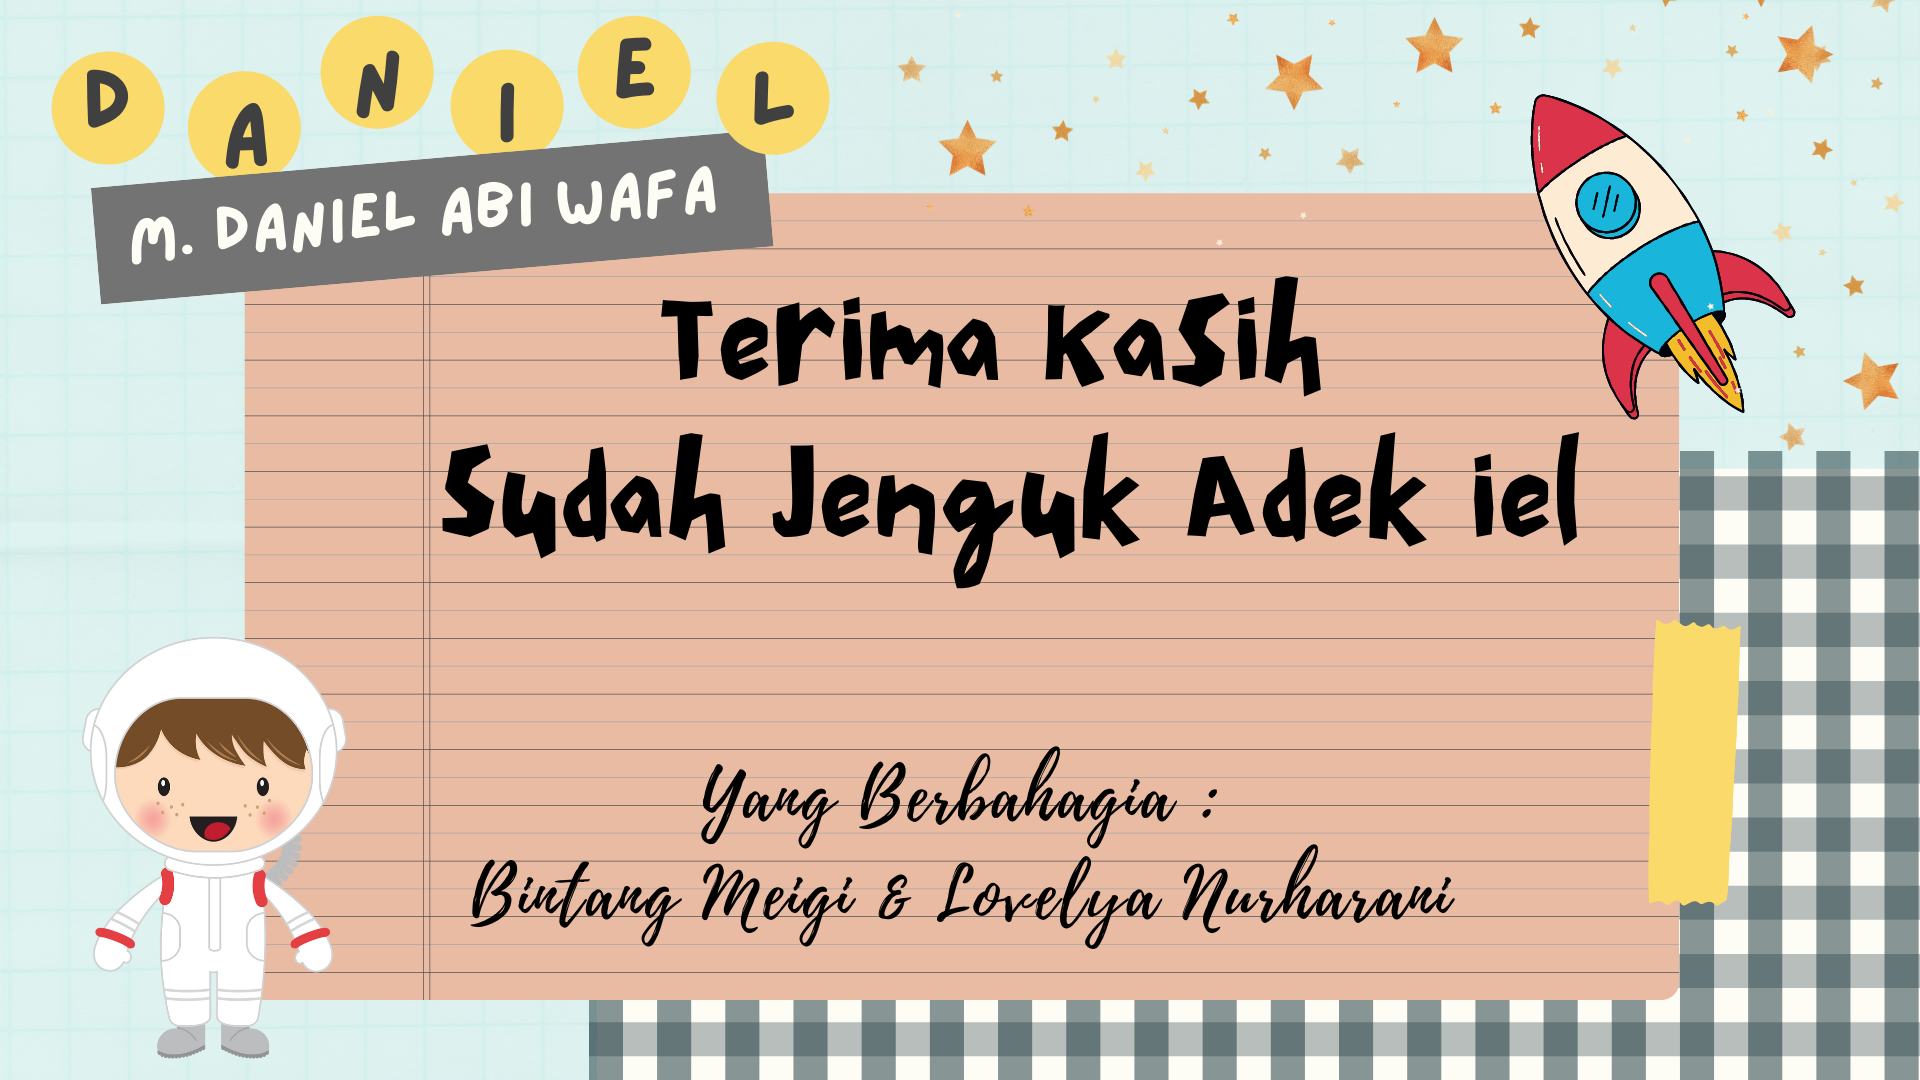 DANIEL
M. DANIEL ABI WAFA
Terima Kasih
Sudah Jenguk Adek iel
Yang Berbahagia :
Bintang Meigi & Lovelya Nurharani